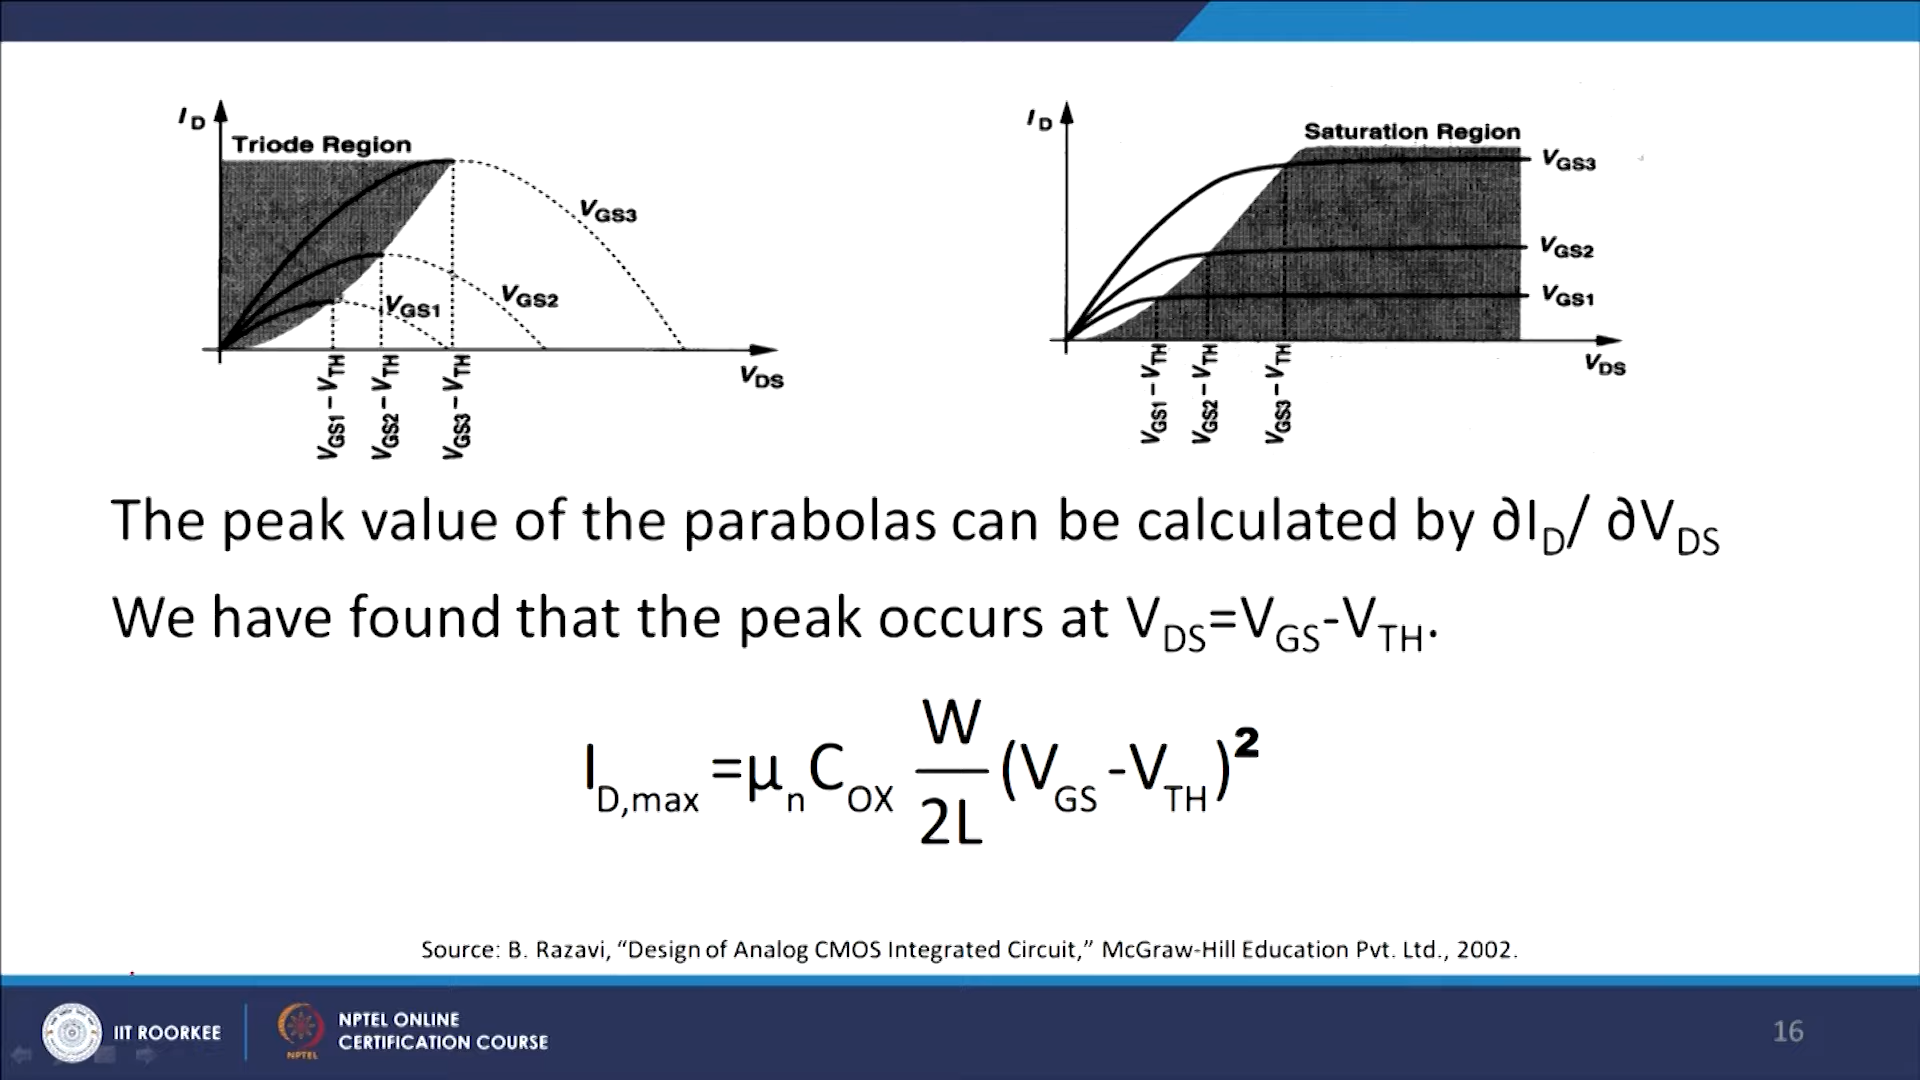 I_D
Triode Region
V_GS3
V_GS2
V_GS1
V_DS
V_GS1 – V_TH
V_GS2 – V_TH
V_GS3 – V_TH
I_D
Saturation Region
V_GS3
V_GS2
V_GS1
V_DS
V_GS1 – V_TH
V_GS2 – V_TH
V_GS3 – V_TH
The peak value of the parabolas can be calculated by ∂I_D/ ∂V_DS
We have found that the peak occurs at V_DS=V_GS-V_TH.
I_D,max =μ_n C_OX W/2L (V_GS -V_TH)²
Source: B. Razavi, “Design of Analog CMOS Integrated Circuit,” McGraw-Hill Education Pvt. Ltd., 2002.
IIT ROORKEE
NPTEL
NPTEL ONLINE
CERTIFICATION COURSE
16